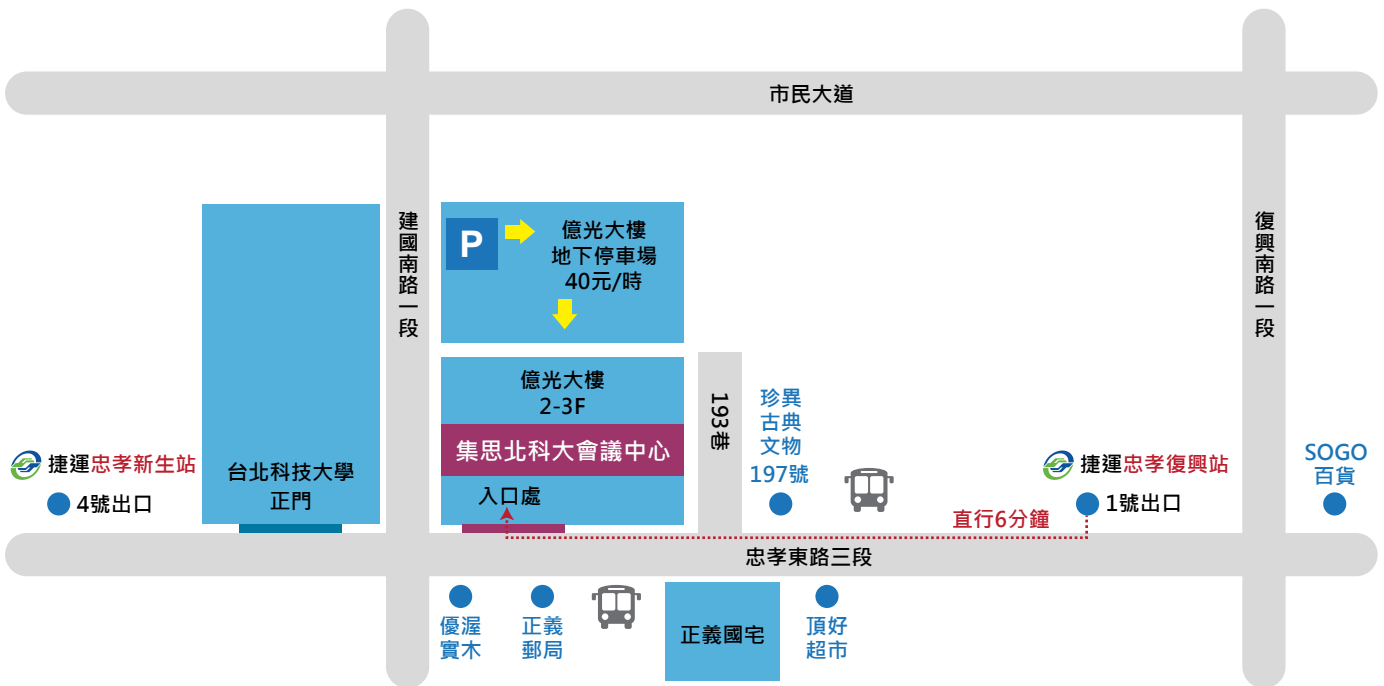 市民大道
建國南路一段
復興南路一段
P
億光大樓
地下停車場
40元/時
億光大樓
2-3F
集思北科大會議中心
入口處
193巷
珍異
古典
文物
197號
捷運忠孝新生站
4號出口
台北科技大學
正門
捷運忠孝復興站
1號出口
SOGO
百貨
直行6分鐘
忠孝東路三段
優渥
實木
正義
郵局
正義國宅
頂好
超市